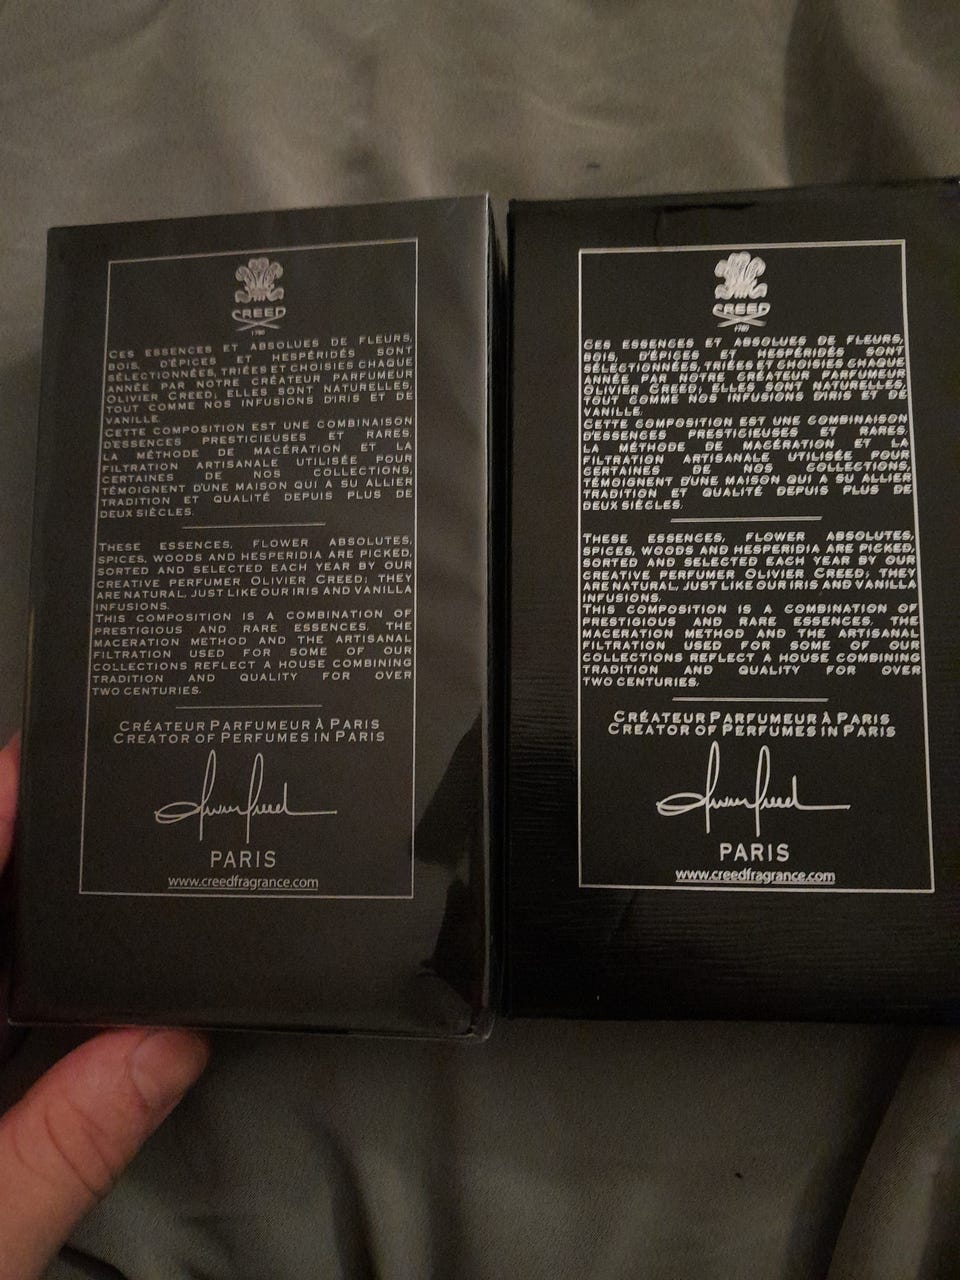 CREED
1760
CES ESSENCES ET ABSOLUES DE FLEURS,
BOIS, D'ÉPICES ET HESPÉRIDÉS SONT
SÉLECTIONNÉES, TRIÉES ET CHOISIES CHAQUE
ANNÉE PAR NOTRE CRÉATEUR PARFUMEUR
OLIVIER CREED; ELLES SONT NATURELLES,
TOUT COMME NOS INFUSIONS D'IRIS ET DE
VANILLE.
CETTE COMPOSITION EST UNE COMBINAISON
D'ESSENCES PRESTICIEUSES ET RARES.
LA MÉTHODE DE MACÉRATION ET LA
FILTRATION ARTISANALE UTILISÉE POUR
CERTAINES DE NOS COLLECTIONS,
TÉMOIGNENT D'UNE MAISON QUI A SU ALLIER
TRADITION ET QUALITÉ DEPUIS PLUS DE
DEUX SIÈCLES.
THESE ESSENCES, FLOWER ABSOLUTES,
SPICES, WOODS AND HESPERIDIA ARE PICKED,
SORTED AND SELECTED EACH YEAR BY OUR
CREATIVE PERFUMER OLIVIER CREED; THEY
ARE NATURAL, JUST LIKE OUR IRIS AND VANILLA
INFUSIONS.
THIS COMPOSITION IS A COMBINATION OF
PRESTIGIOUS AND RARE ESSENCES. THE
MACERATION METHOD AND THE ARTISANAL
FILTRATION USED FOR SOME OF OUR
COLLECTIONS REFLECT A HOUSE COMBINING
TRADITION AND QUALITY FOR OVER
TWO CENTURIES.
CRÉATEUR PARFUMEUR À PARIS
CREATOR OF PERFUMES IN PARIS
Olivier Creed
PARIS
www.creedfragrance.com
CREED
1760
CES ESSENCES ET ABSOLUES DE FLEURS,
BOIS, D'ÉPICES ET HESPÉRIDÉS SONT
SÉLECTIONNÉES, TRIÉES ET CHOISIES CHAQUE
ANNÉE PAR NOTRE CRÉATEUR PARFUMEUR
OLIVIER CREED; ELLES SONT NATURELLES,
TOUT COMME NOS INFUSIONS D'IRIS ET DE
VANILLE.
CETTE COMPOSITION EST UNE COMBINAISON
D'ESSENCES PRESTICIEUSES ET RARES.
LA MÉTHODE DE MACÉRATION ET LA
FILTRATION ARTISANALE UTILISÉE POUR
CERTAINES DE NOS COLLECTIONS,
TÉMOIGNENT D'UNE MAISON QUI A SU ALLIER
TRADITION ET QUALITÉ DEPUIS PLUS DE
DEUX SIÈCLES.
THESE ESSENCES, FLOWER ABSOLUTES,
SPICES, WOODS AND HESPERIDIA ARE PICKED,
SORTED AND SELECTED EACH YEAR BY OUR
CREATIVE PERFUMER OLIVIER CREED; THEY
ARE NATURAL, JUST LIKE OUR IRIS AND VANILLA
INFUSIONS.
THIS COMPOSITION IS A COMBINATION OF
PRESTIGIOUS AND RARE ESSENCES. THE
MACERATION METHOD AND THE ARTISANAL
FILTRATION USED FOR SOME OF OUR
COLLECTIONS REFLECT A HOUSE COMBINING
TRADITION AND QUALITY FOR OVER
TWO CENTURIES.
CRÉATEUR PARFUMEUR À PARIS
CREATOR OF PERFUMES IN PARIS
Olivier Creed
PARIS
www.creedfragrance.com